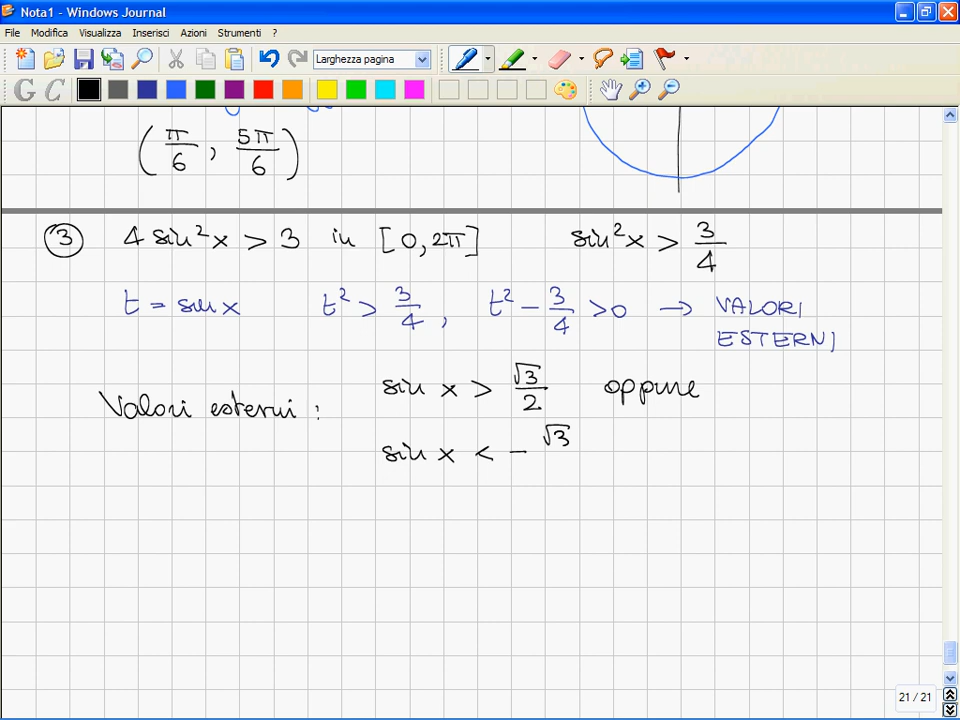 Nota1 - Windows Journal
File Modifica Visualizza Inserisci Azioni Strumenti ?
Larghezza pagina
G C
(π/6, 5π/6)
③ 4 sin²x > 3 in [0, 2π] sin²x > 3/4
t = sin x t² > 3/4, t² - 3/4 > 0 → VALORI
ESTERNI
sin x > √3/2 oppure
Valori esterni :
sin x < - √3
21 / 21